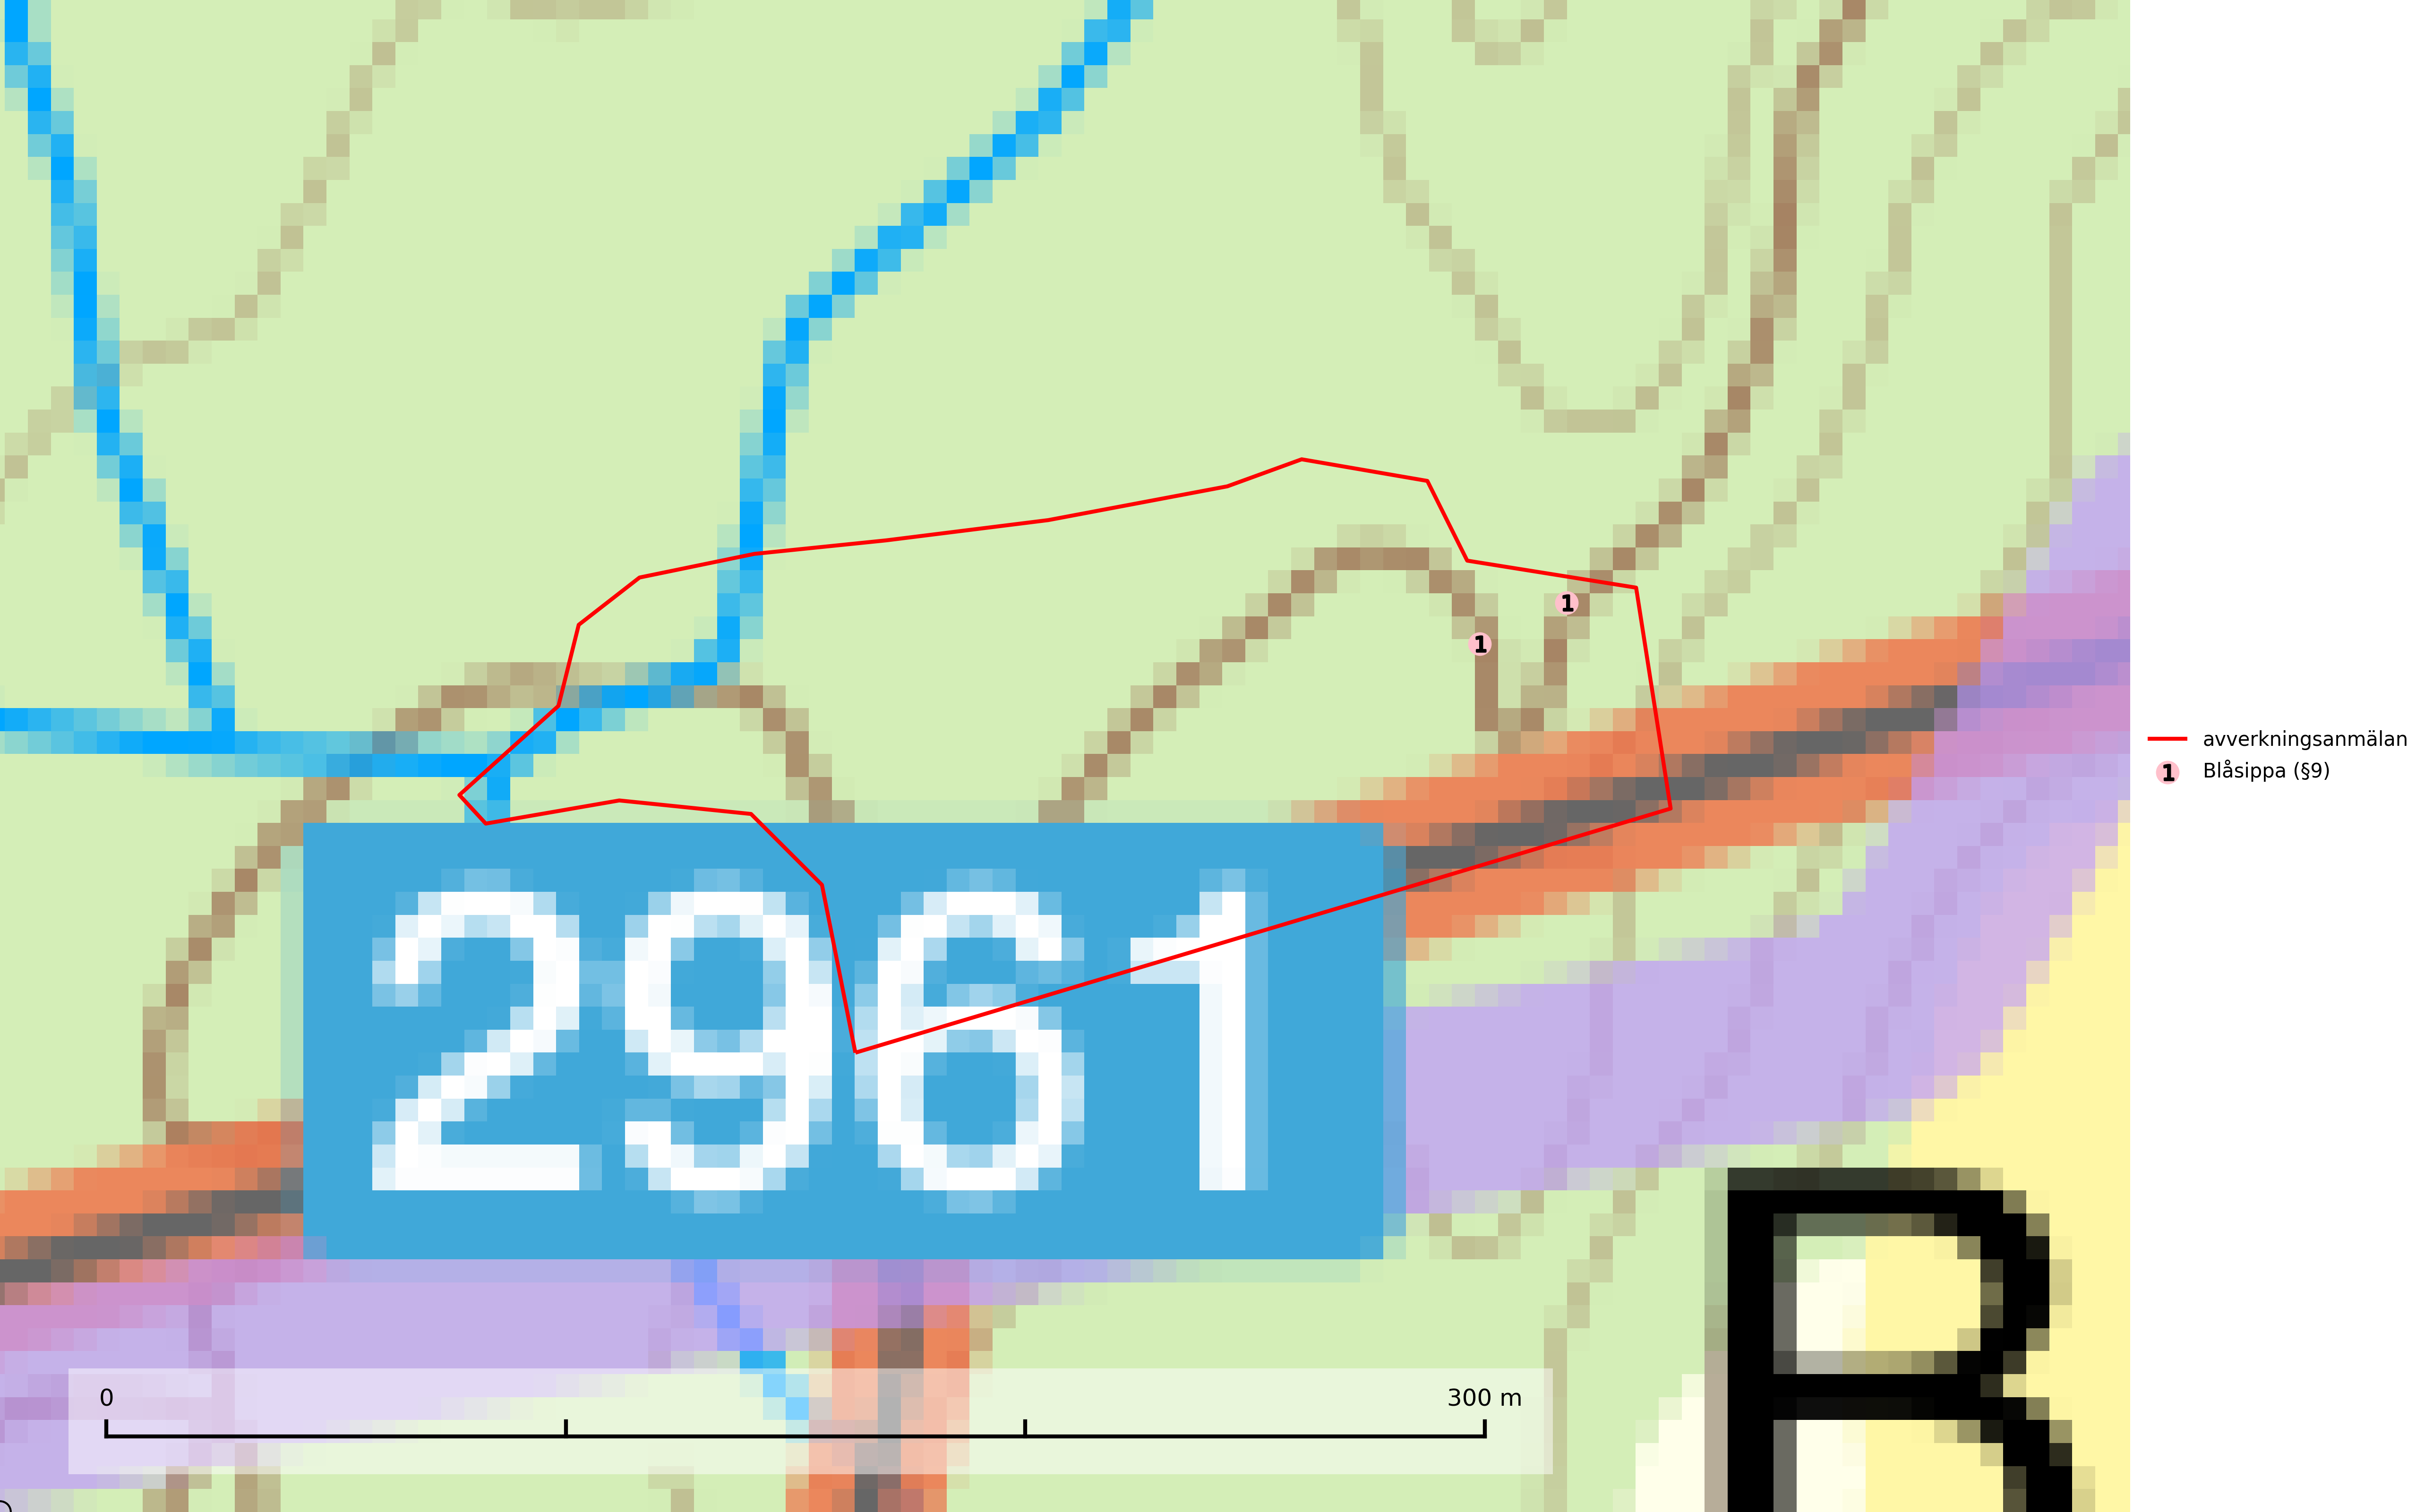 1
1
2961
R
0 300 m
avverkningsanmälan
1 Blåsippa (§9)